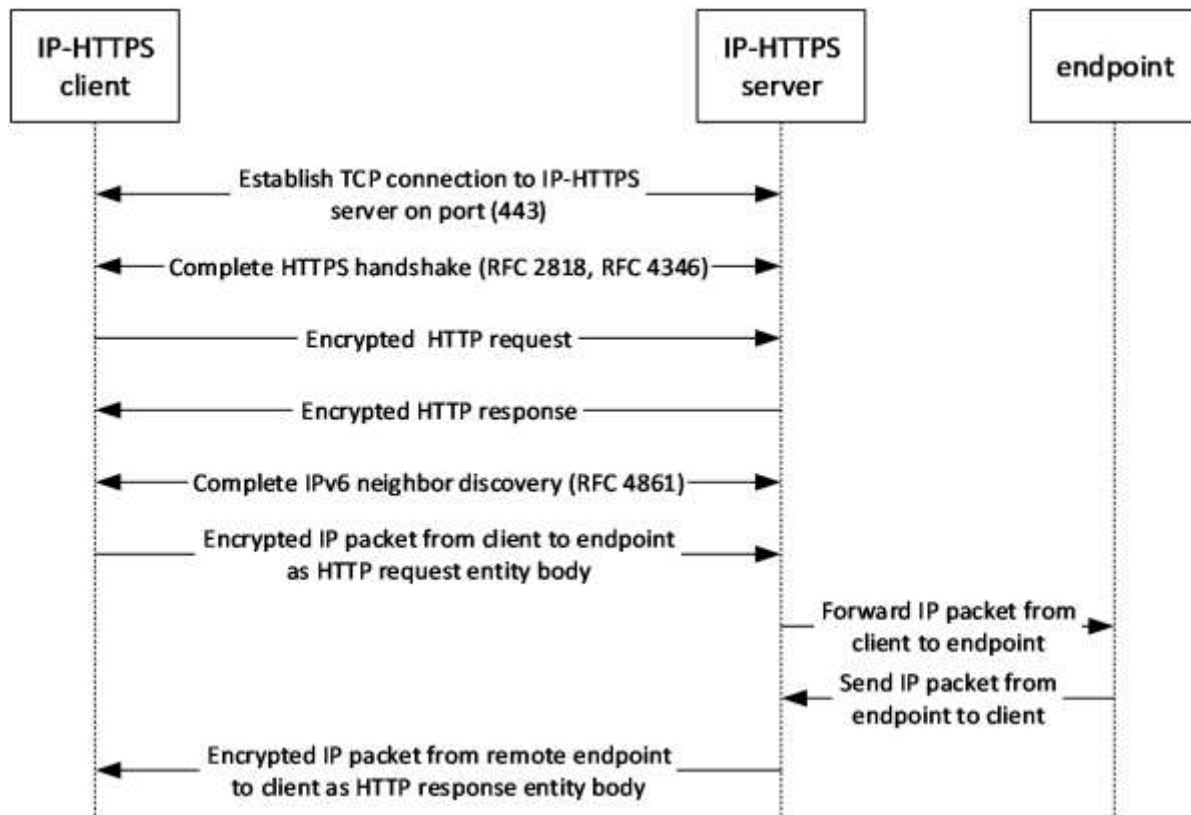 IP-HTTPS
client
IP-HTTPS
server
endpoint
Establish TCP connection to IP-HTTPS
server on port (443)
Complete HTTPS handshake (RFC 2818, RFC 4346)
Encrypted HTTP request
Encrypted HTTP response
Complete IPv6 neighbor discovery (RFC 4861)
Encrypted IP packet from client to endpoint
as HTTP request entity body
Forward IP packet from
client to endpoint
Send IP packet from
endpoint to client
Encrypted IP packet from remote endpoint
to client as HTTP response entity body